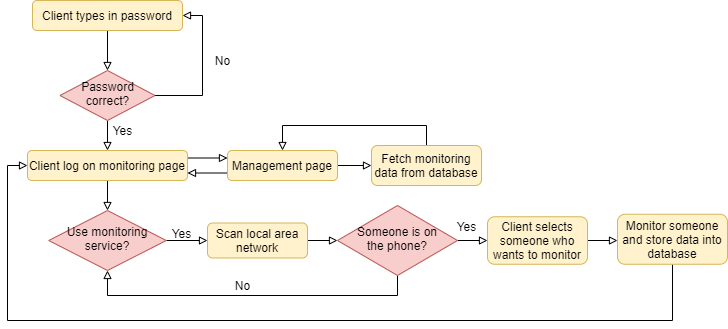 Client types in password
No
Password
correct?
Yes
Client log on monitoring page
Management page
Fetch monitoring
data from database
Use monitoring
service?
Yes
Scan local area
network
Someone is on
the phone?
Yes
Client selects
someone who
wants to monitor
Monitor someone
and store data into
database
No